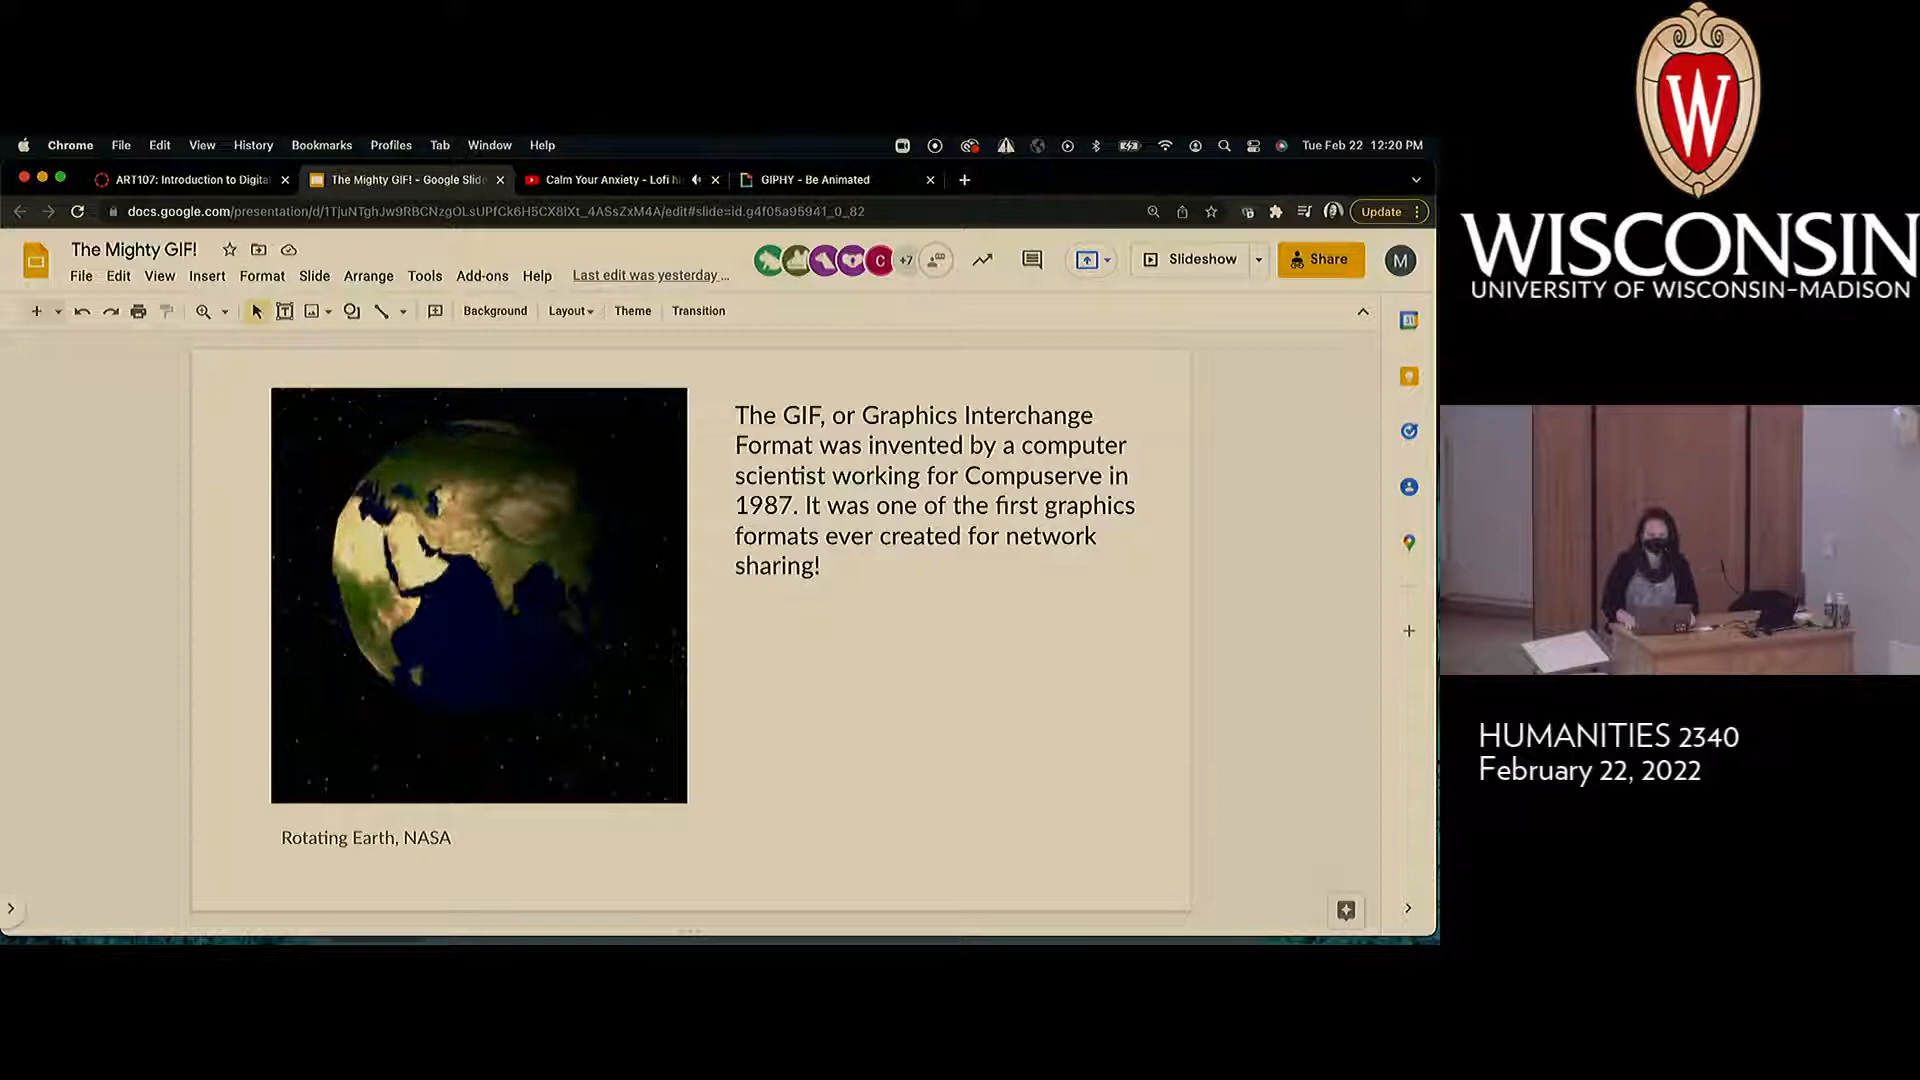 Chrome File Edit View History Bookmarks Profiles Tab Window Help Tue Feb 22 12:20 PM
ART107: Introduction to Digita
The Mighty GIF! - Google Slide
Calm Your Anxiety - Lofi hi
GIPHY - Be Animated
docs.google.com/presentation/d/1TjuNTghJw9RBCNzgOLsUPfCk6H5CX8lXt_4ASsZxM4A/edit#slide=id.g4f05a95941_0_82
Update
The Mighty GIF!
File Edit View Insert Format Slide Arrange Tools Add-ons Help Last edit was yesterday ...
C +7
Slideshow
Share
M
Background Layout Theme Transition
31
The GIF, or Graphics Interchange
Format was invented by a computer
scientist working for Compuserve in
1987. It was one of the first graphics
formats ever created for network
sharing!
Rotating Earth, NASA
W
WISCONSIN
UNIVERSITY OF WISCONSIN–MADISON
HUMANITIES 2340
February 22, 2022